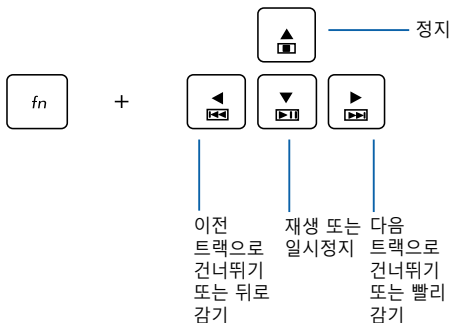 정지
fn
+
이전
트랙으로
건너뛰기
또는 뒤로
감기
재생 또는
일시정지
다음
트랙으로
건너뛰기
또는 빨리
감기